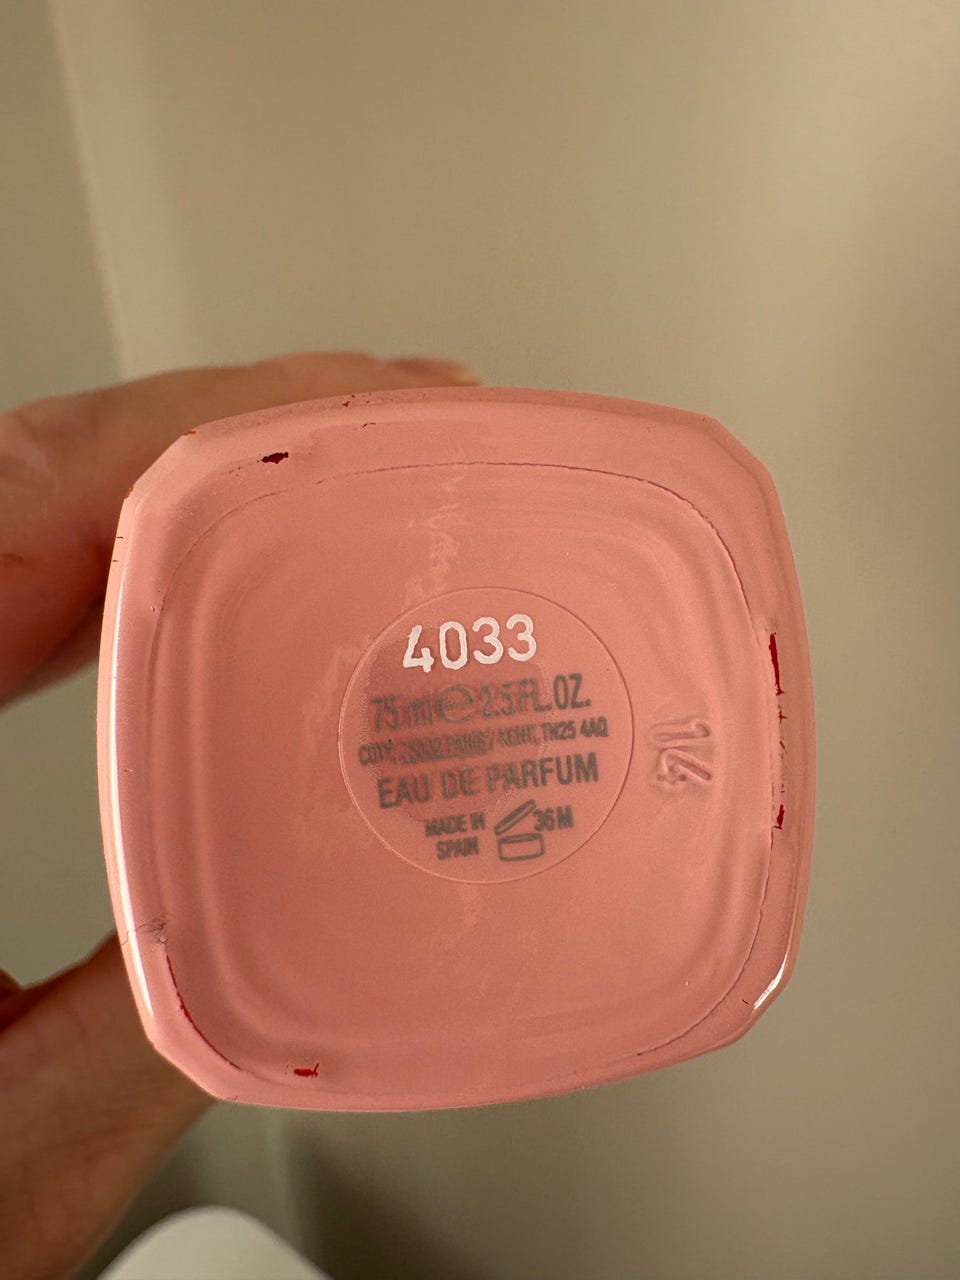 4033
75 ml e 2.5 FL.OZ.
COTY, 75002 PARIS / KENT, TN25 4AQ
EAU DE PARFUM
MADE IN
SPAIN
36 M
14